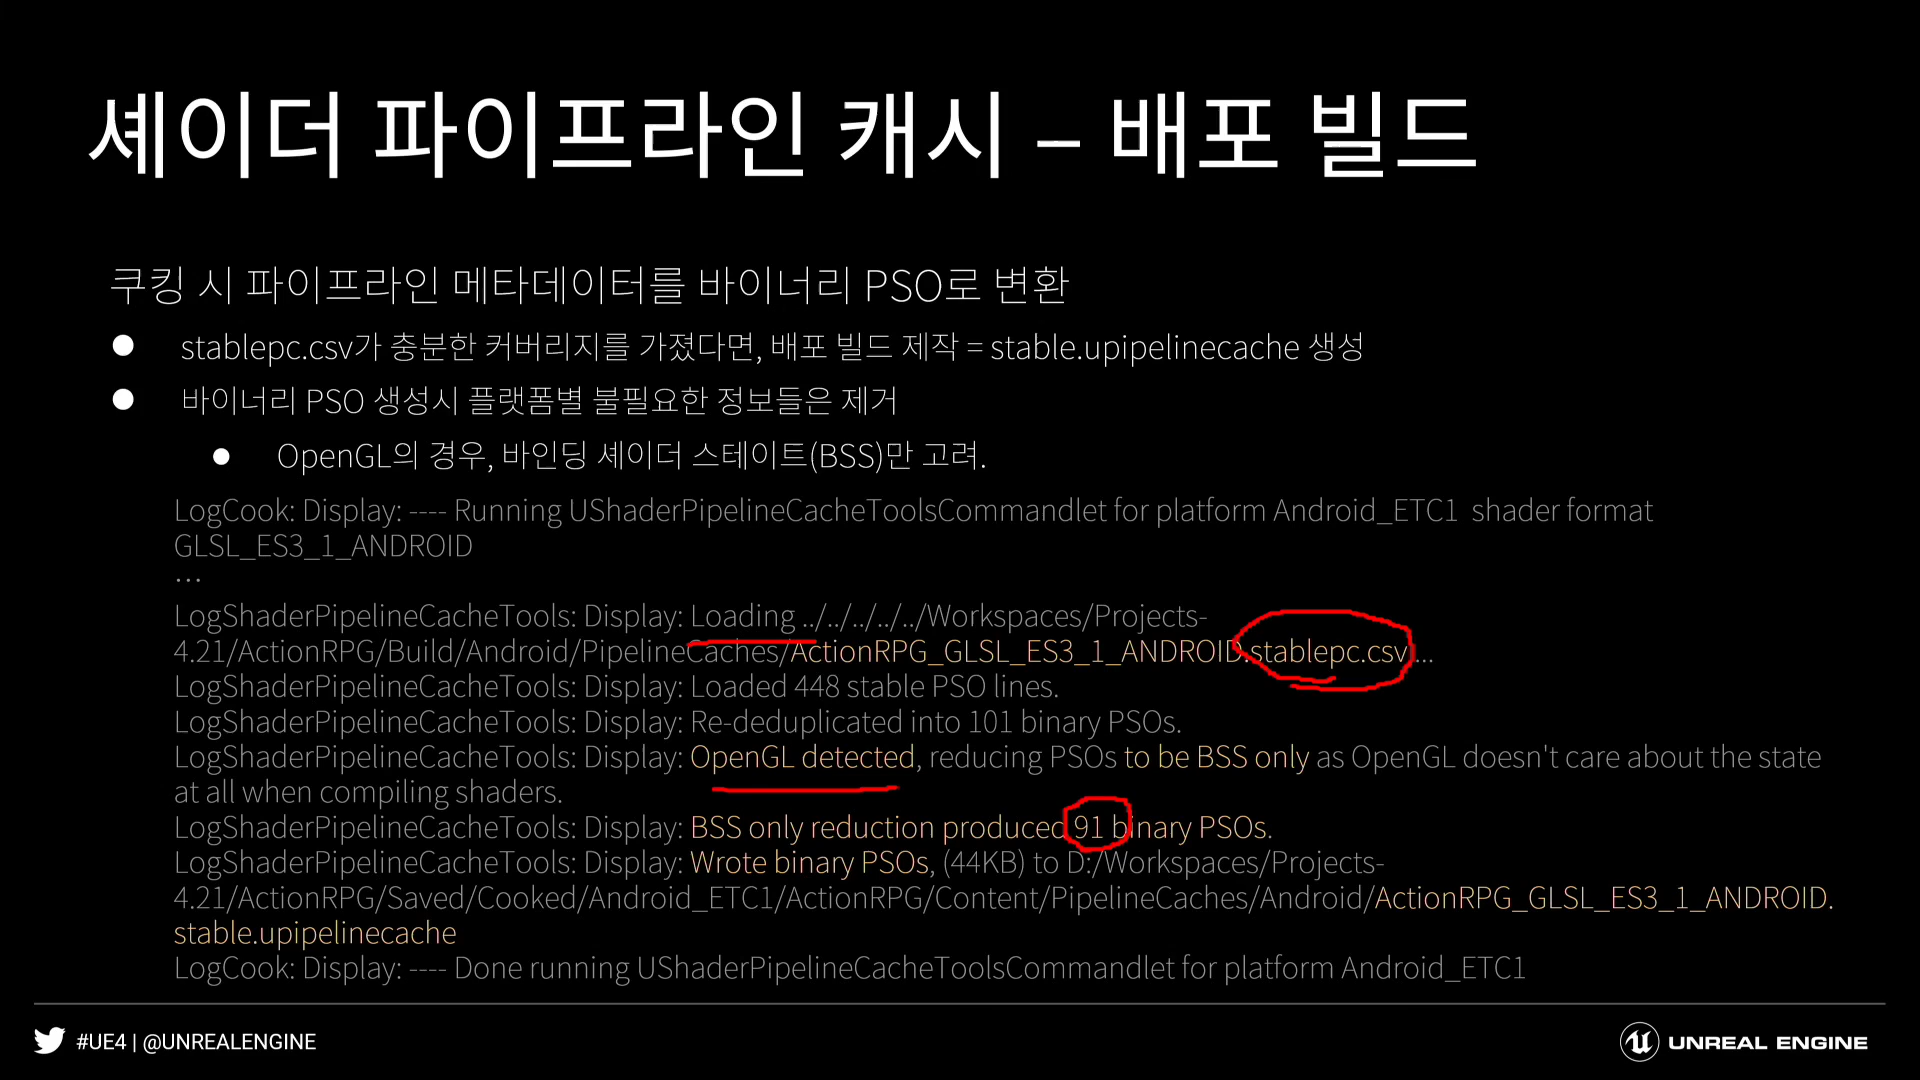 셰이더 파이프라인 캐시 – 배포 빌드
쿠킹 시 파이프라인 메타데이터를 바이너리 PSO로 변환
● stablepc.csv가 충분한 커버리지를 가졌다면, 배포 빌드 제작 = stable.upipelinecache 생성
● 바이너리 PSO 생성시 플랫폼별 불필요한 정보들은 제거
● OpenGL의 경우, 바인딩 셰이더 스테이트(BSS)만 고려.
LogCook: Display: ---- Running UShaderPipelineCacheToolsCommandlet for platform Android_ETC1  shader format
GLSL_ES3_1_ANDROID
…
LogShaderPipelineCacheTools: Display: Loading ../../../../../Workspaces/Projects-
4.21/ActionRPG/Build/Android/PipelineCaches/ActionRPG_GLSL_ES3_1_ANDROID.stablepc.csv...
LogShaderPipelineCacheTools: Display: Loaded 448 stable PSO lines.
LogShaderPipelineCacheTools: Display: Re-deduplicated into 101 binary PSOs.
LogShaderPipelineCacheTools: Display: OpenGL detected, reducing PSOs to be BSS only as OpenGL doesn't care about the state
at all when compiling shaders.
LogShaderPipelineCacheTools: Display: BSS only reduction produced 91 binary PSOs.
LogShaderPipelineCacheTools: Display: Wrote binary PSOs, (44KB) to D:/Workspaces/Projects-
4.21/ActionRPG/Saved/Cooked/Android_ETC1/ActionRPG/Content/PipelineCaches/Android/ActionRPG_GLSL_ES3_1_ANDROID.
stable.upipelinecache
LogCook: Display: ---- Done running UShaderPipelineCacheToolsCommandlet for platform Android_ETC1
#UE4 | @UNREALENGINE
UNREAL ENGINE